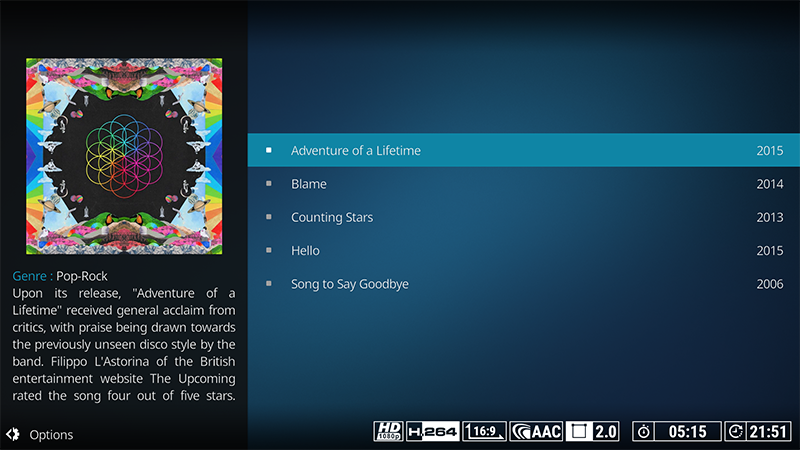 Adventure of a Lifetime 2015
Blame 2014
Counting Stars 2013
Hello 2015
Song to Say Goodbye 2006
Genre : Pop-Rock
Upon its release, "Adventure of a
Lifetime" received general acclaim from
critics, with praise being drawn towards
the previously unseen disco style by the
band. Filippo L'Astorina of the British
entertainment website The Upcoming
rated the song four out of five stars.
Options
HD 1080p H.264 16:9 AAC 2.0 05:15 21:51